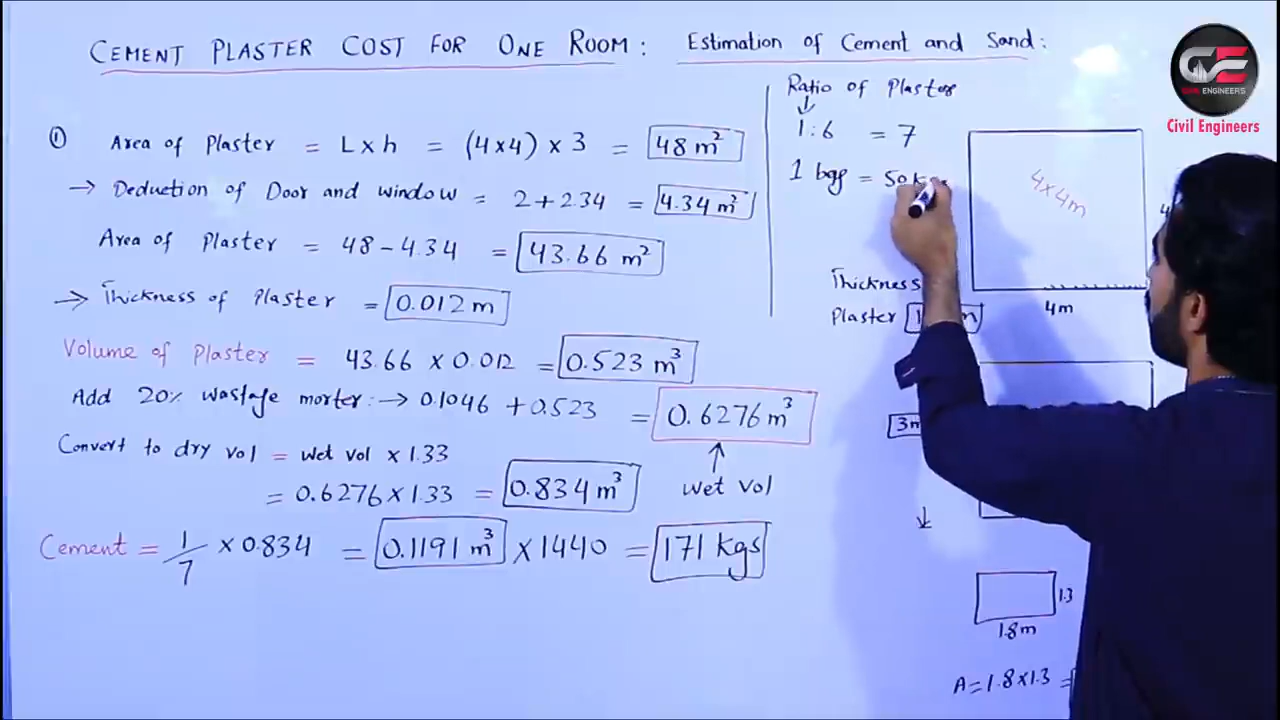 CEMENT PLASTER COST FOR ONE ROOM: Estimation of Cement and Sand:
① Area of Plaster = L x h = (4x4) x 3 = 48 m²
→ Deduction of Door and window = 2+2.34 = 4.34 m²
Area of Plaster = 48 - 4.34 = 43.66 m²
→ Thickness of Plaster = 0.012 m
Volume of Plaster = 43.66 x 0.012 = 0.523 m³
Add 20% wastage morter: → 0.1046 + 0.523 = 0.6276 m³
Convert to dry vol = wet vol x 1.33
= 0.6276 x 1.33 = 0.834 m³
↑
wet vol
Cement = 1/7 x 0.834 = 0.1191 m³ x 1440 = 171 kgs
Ratio of Plaster
↓
1:6 = 7
1 bag = 50
4x4m
4m
Thickness
Plaster
3m
↓
1.3
1.8m
A = 1.8x1.3 =
CE
CIVIL ENGINEERS
Civil Engineers